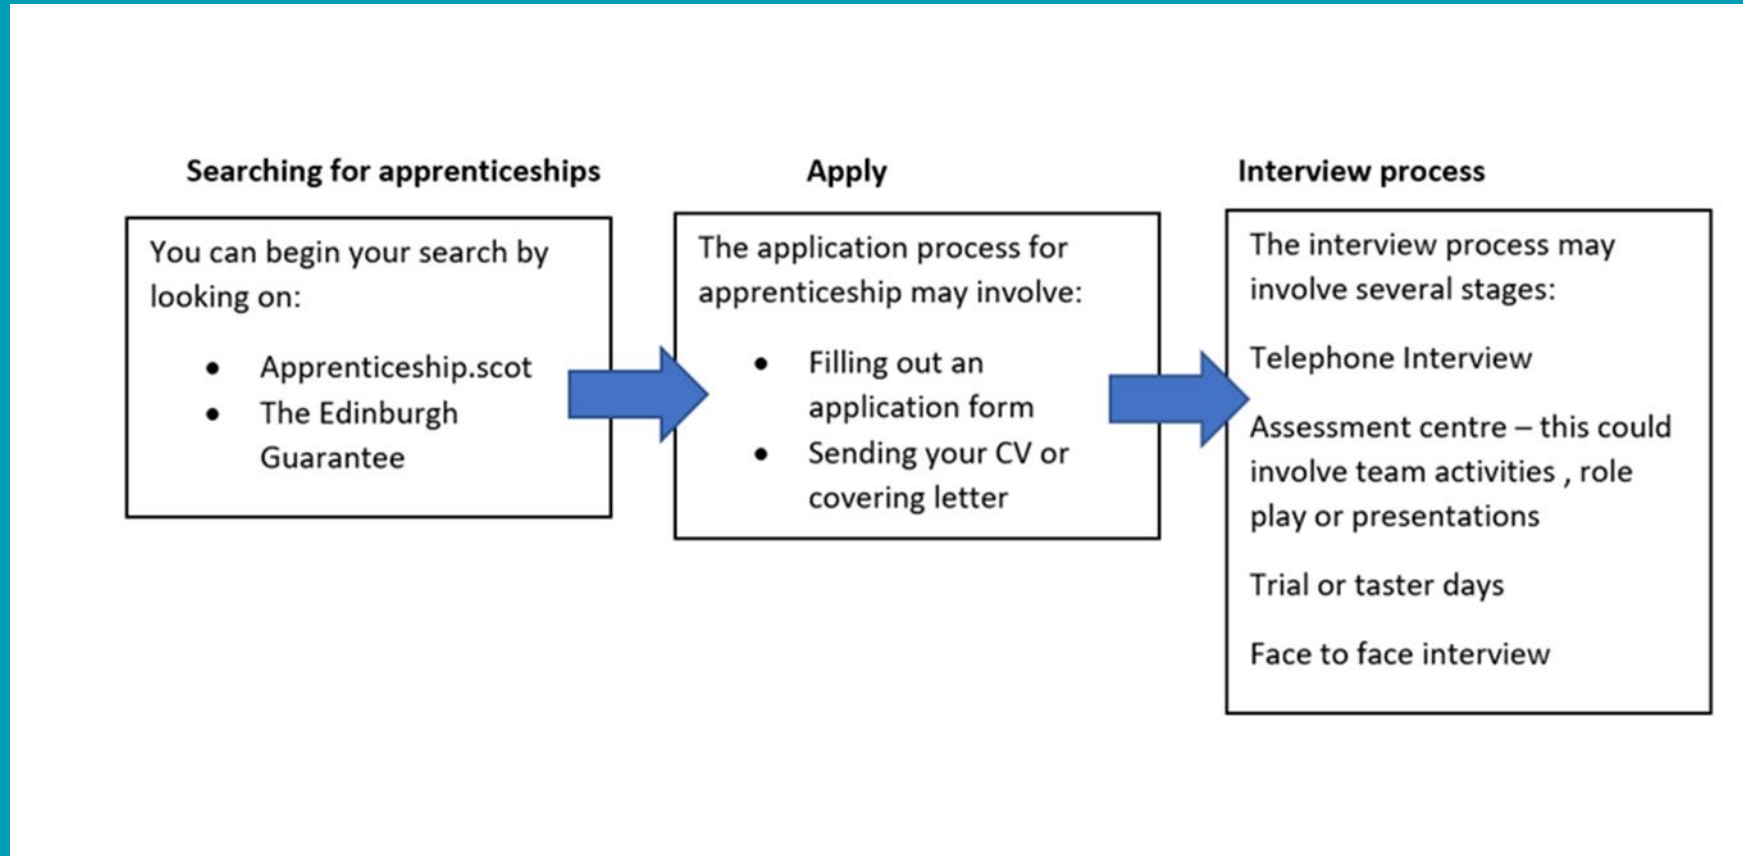 Searching for apprenticeships
You can begin your search by
looking on:
• Apprenticeship.scot
• The Edinburgh
Guarantee
Apply
The application process for
apprenticeship may involve:
• Filling out an
application form
• Sending your CV or
covering letter
Interview process
The interview process may
involve several stages:
Telephone Interview
Assessment centre – this could
involve team activities , role
play or presentations
Trial or taster days
Face to face interview